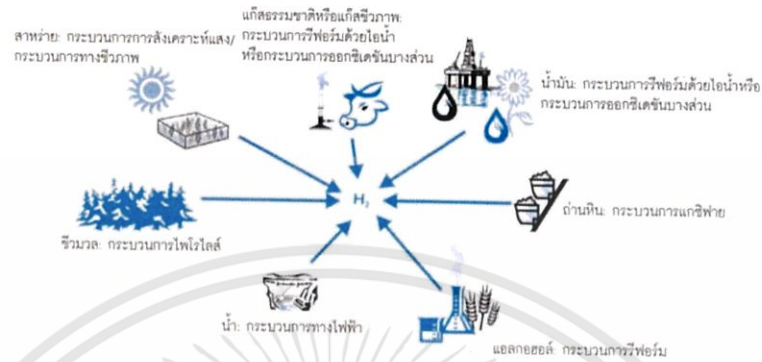 แก๊สธรรมชาติหรือแก๊สชีวภาพ:
กระบวนการรีฟอร์มด้วยไอน้ำ
หรือกระบวนการออกซิเดชันบางส่วน
สาหร่าย: กระบวนการการสังเคราะห์แสง/
กระบวนการทางชีวภาพ
น้ำมัน: กระบวนการรีฟอร์มด้วยไอน้ำหรือ
กระบวนการออกซิเดชันบางส่วน
H₂
ถ่านหิน: กระบวนการแกซิฟาย
ชีวมวล: กระบวนการไพโรไลส์
น้ำ: กระบวนการทางไฟฟ้า
แอลกอฮอล์: กระบวนการรีฟอร์ม